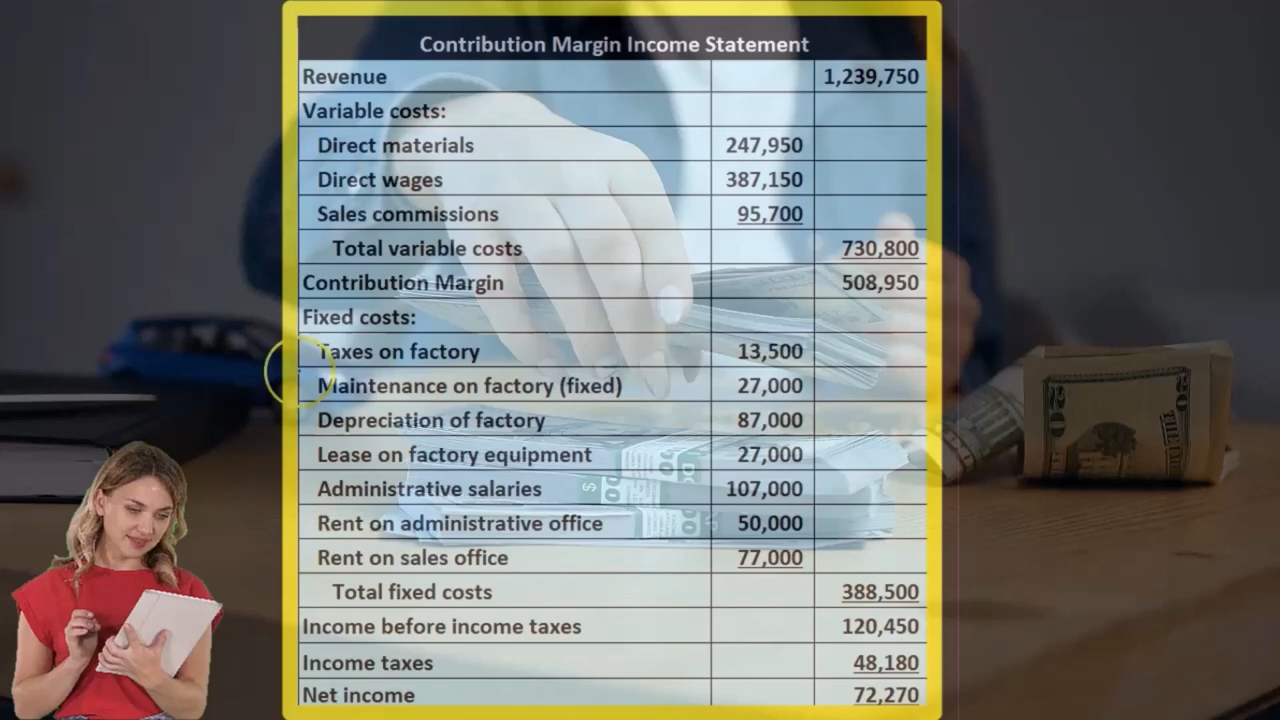 Contribution Margin Income Statement
Revenue 1,239,750
Variable costs:
Direct materials 247,950
Direct wages 387,150
Sales commissions 95,700
Total variable costs 730,800
Contribution Margin 508,950
Fixed costs:
Taxes on factory 13,500
Maintenance on factory (fixed) 27,000
Depreciation of factory 87,000
Lease on factory equipment 27,000
Administrative salaries 107,000
Rent on administrative office 50,000
Rent on sales office 77,000
Total fixed costs 388,500
Income before income taxes 120,450
Income taxes 48,180
Net income 72,270